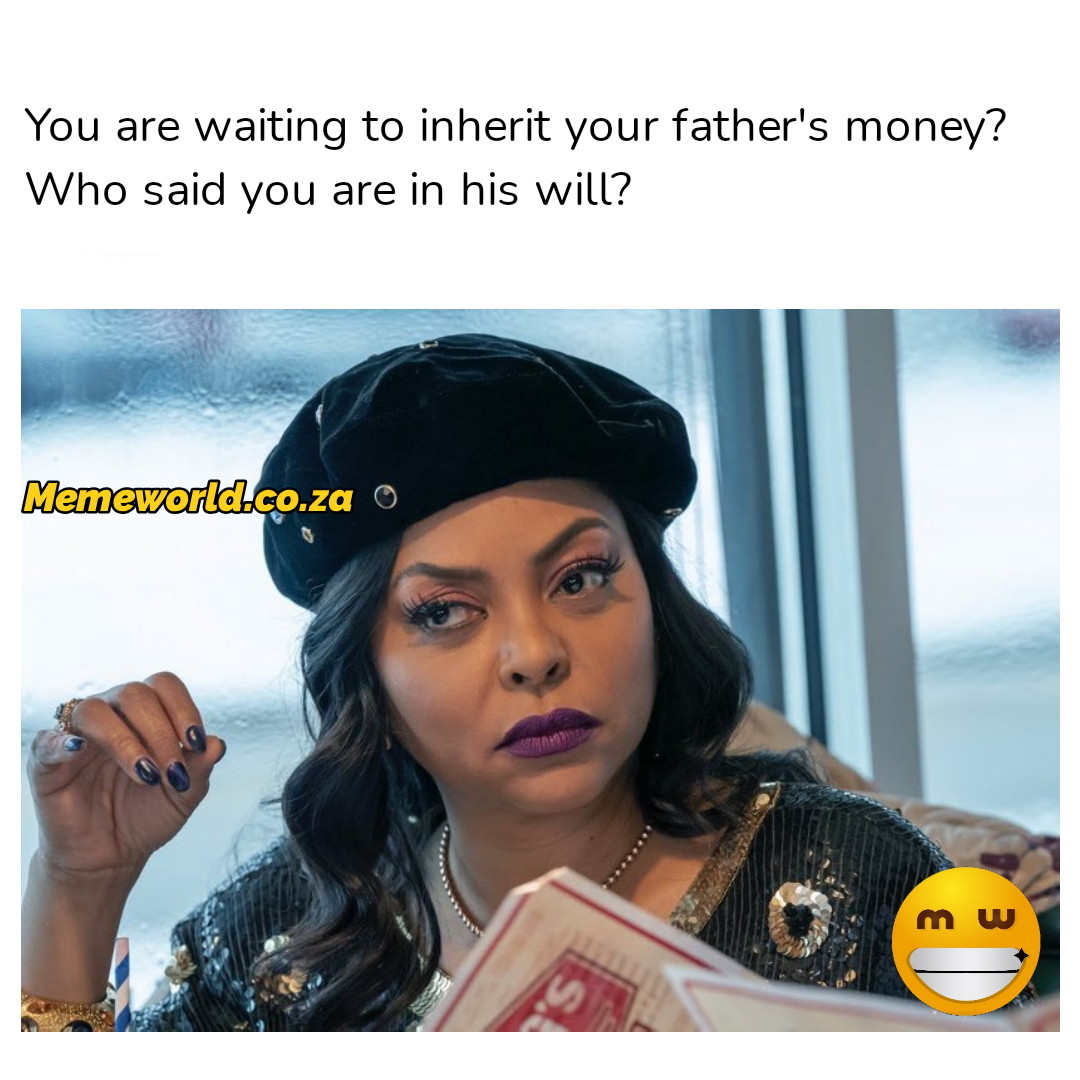 You are waiting to inherit your father's money?
Who said you are in his will?
Memeworld.co.za
m w